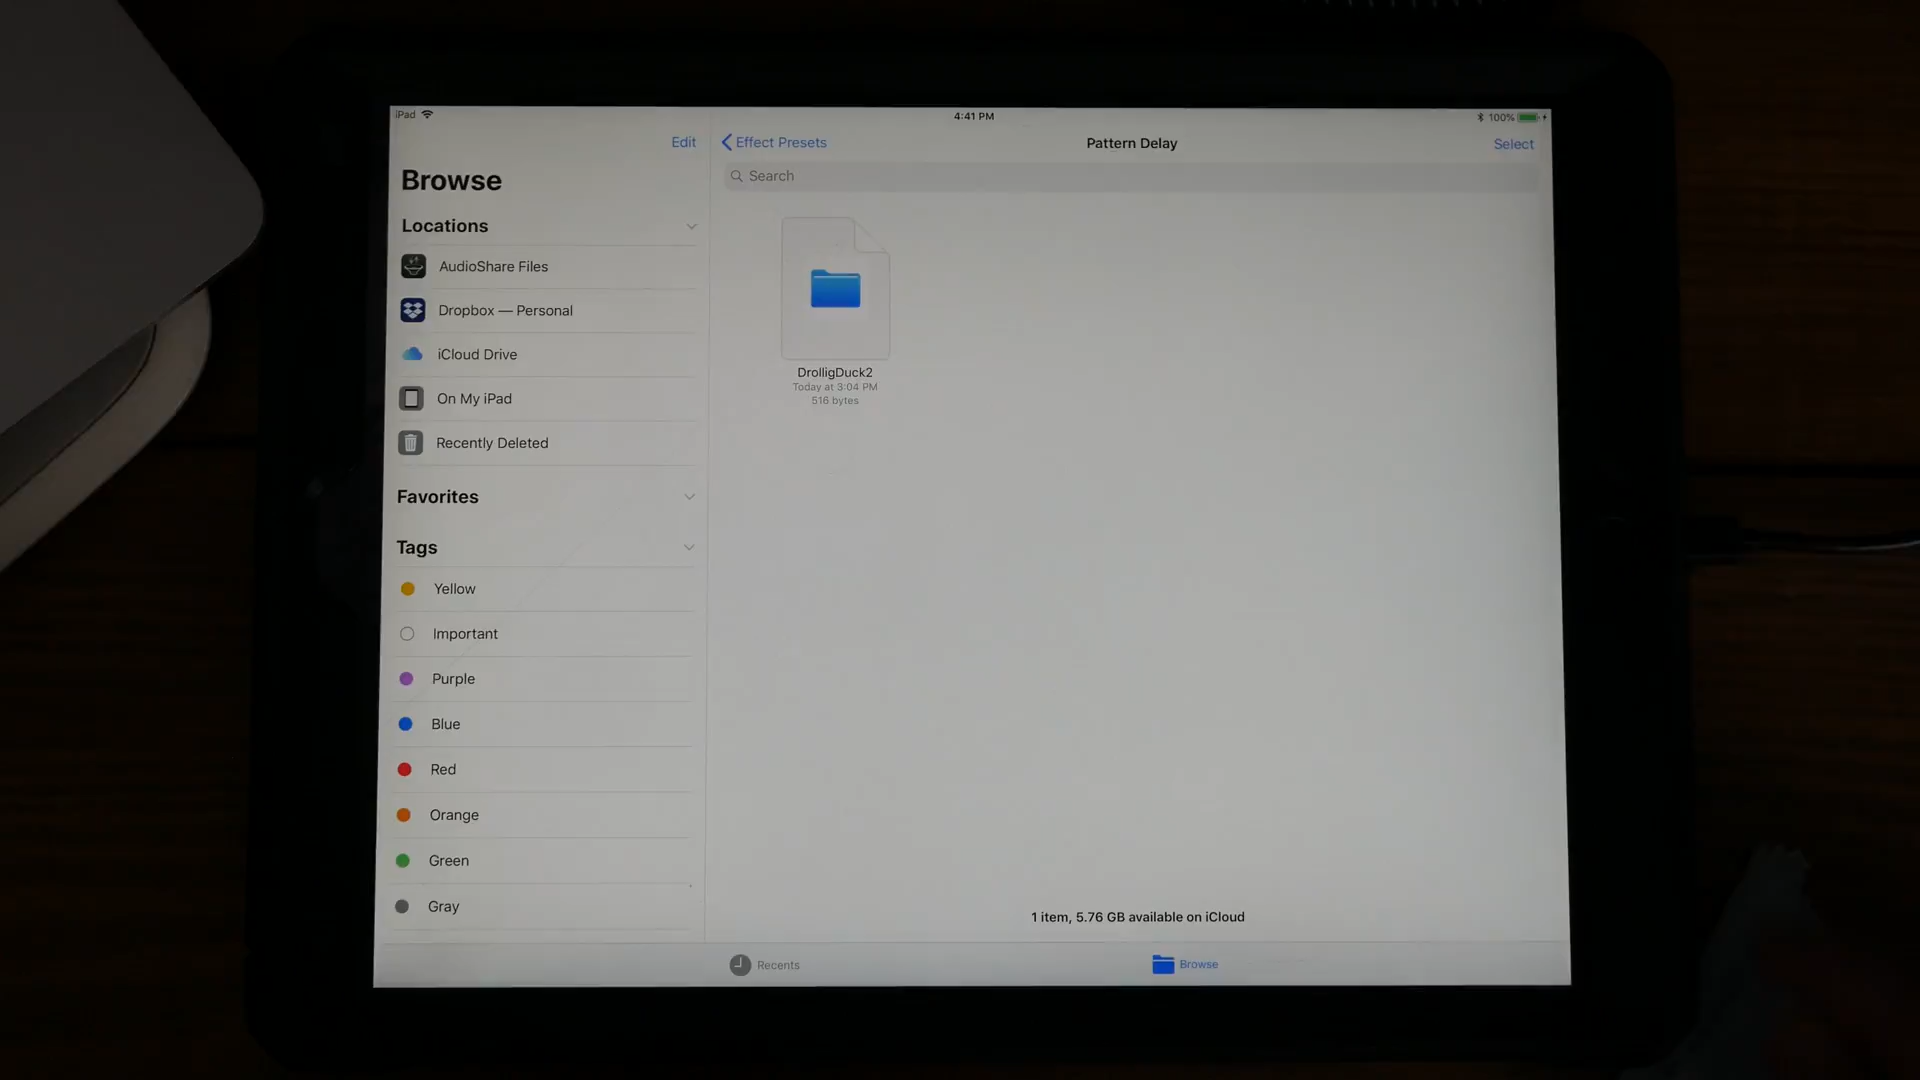 iPad
4:41 PM
100%
Edit
Effect Presets
Pattern Delay
Select
Browse
Search
Locations
AudioShare Files
Dropbox — Personal
iCloud Drive
On My iPad
Recently Deleted
Favorites
Tags
Yellow
Important
Purple
Blue
Red
Orange
Green
Gray
DrolligDuck2
Today at 3:04 PM
516 bytes
1 item, 5.76 GB available on iCloud
Recents
Browse